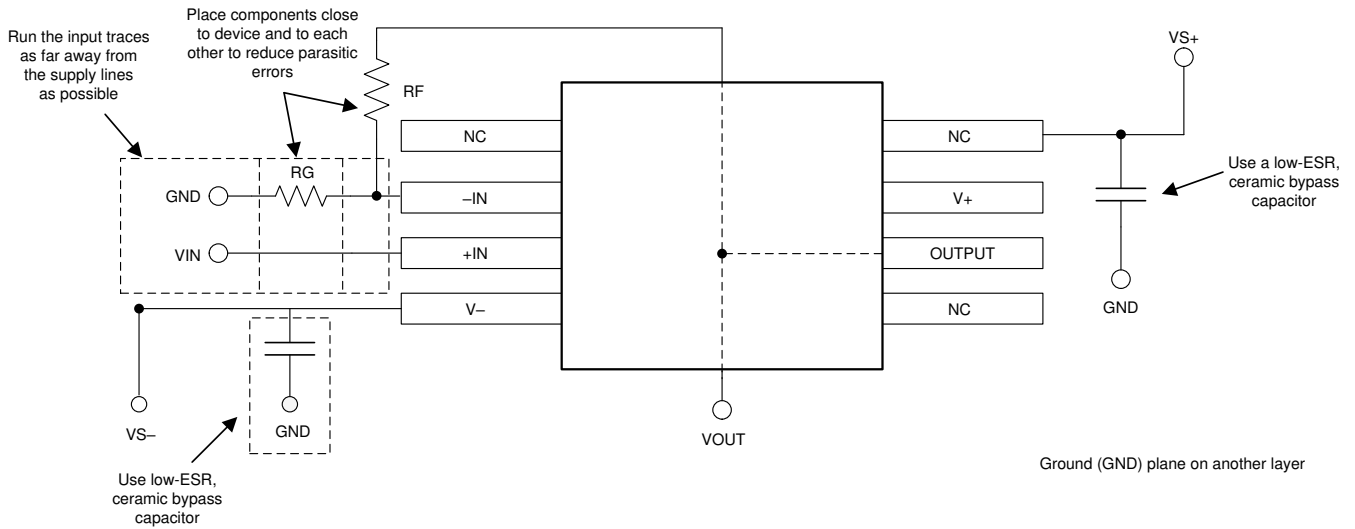 Place components close
to device and to each
other to reduce parasitic
errors
Run the input traces
as far away from
the supply lines
as possible
VS+
RF
NC
NC
Use a low-ESR,
ceramic bypass
capacitor
RG
GND
–IN
V+
VIN
+IN
OUTPUT
V–
NC
GND
VS–
GND
VOUT
Ground (GND) plane on another layer
Use low-ESR,
ceramic bypass
capacitor